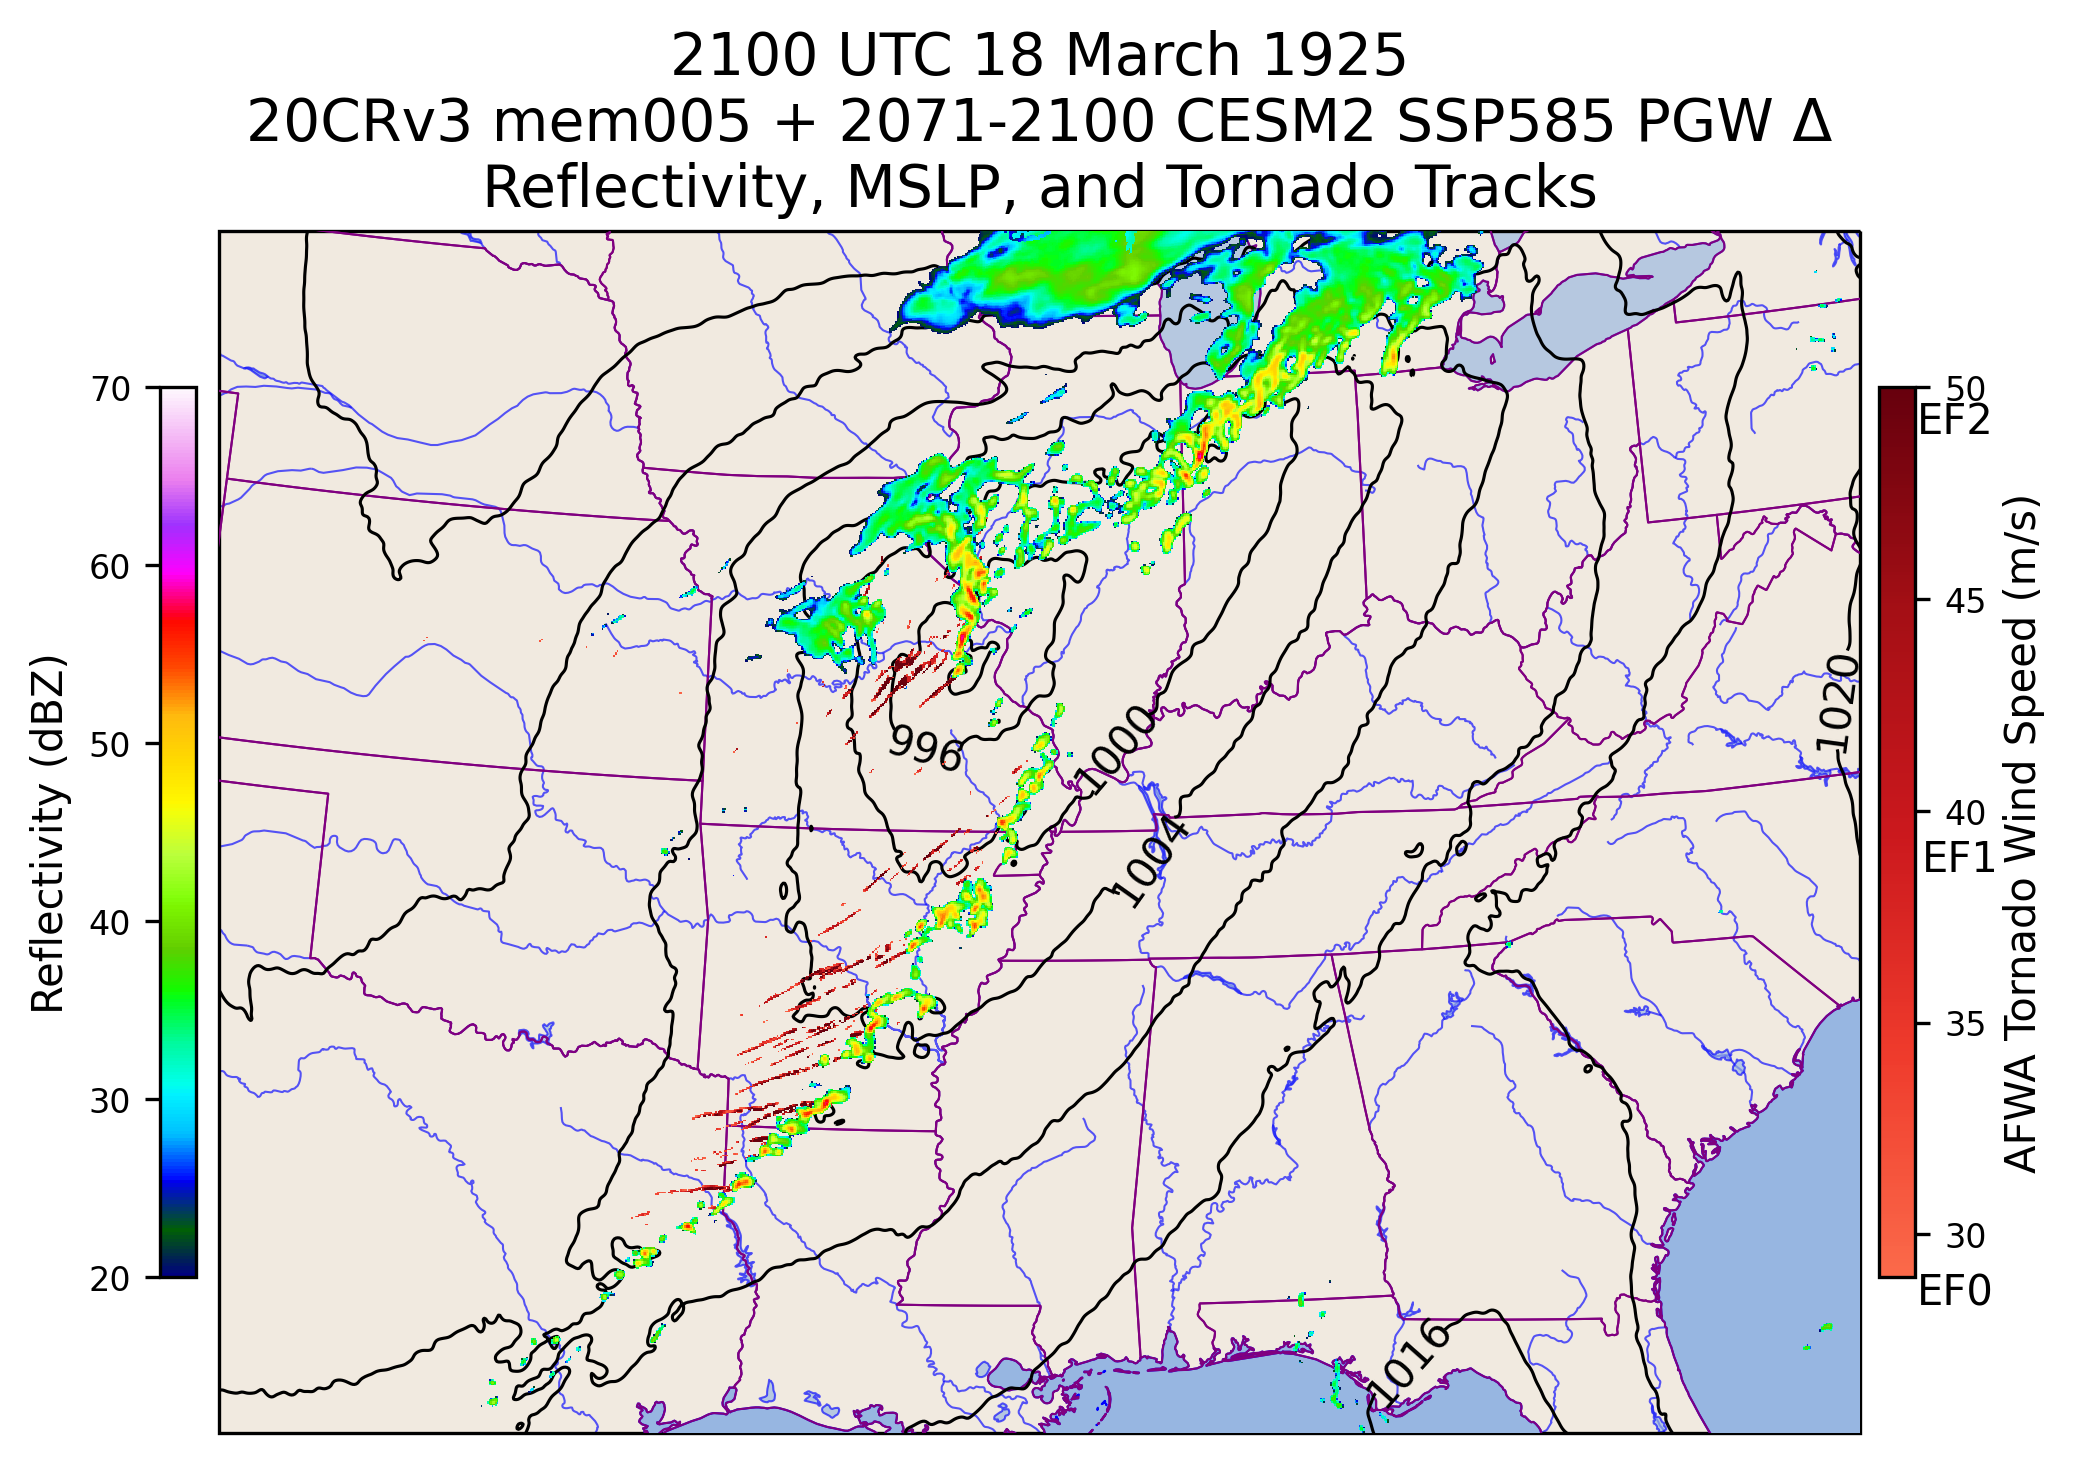 2100 UTC 18 March 1925
20CRv3 mem005 + 2071-2100 CESM2 SSP585 PGW Δ
Reflectivity, MSLP, and Tornado Tracks
Reflectivity (dBZ)
70
60
50
40
30
20
996
1000
1004
1016
1020
50
EF2
45
40
EF1
35
30
EF0
AFWA Tornado Wind Speed (m/s)